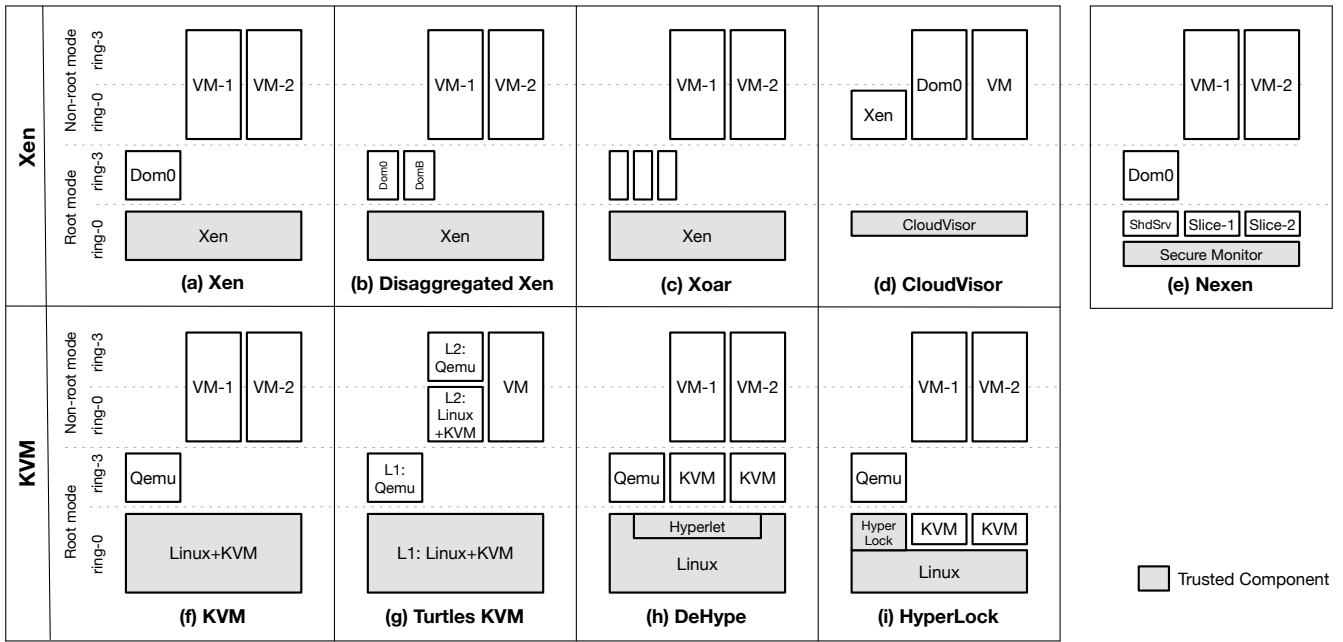 Xen
Non-root mode
ring-3
ring-0
Root mode
ring-3
ring-0
VM-1
VM-2
Dom0
Xen
(a) Xen
VM-1
VM-2
Dom0
DomB
Xen
(b) Disaggregated Xen
VM-1
VM-2
Xen
(c) Xoar
Dom0
VM
Xen
CloudVisor
(d) CloudVisor
VM-1
VM-2
Dom0
ShdSrv
Slice-1
Slice-2
Secure Monitor
(e) Nexen
KVM
Non-root mode
ring-3
ring-0
Root mode
ring-3
ring-0
VM-1
VM-2
Qemu
Linux+KVM
(f) KVM
L2:
Qemu
L2:
Linux
+KVM
VM
L1:
Qemu
L1: Linux+KVM
(g) Turtles KVM
VM-1
VM-2
Qemu
KVM
KVM
Hyperlet
Linux
(h) DeHype
VM-1
VM-2
Qemu
Hyper
Lock
KVM
KVM
Linux
(i) HyperLock
Trusted Component